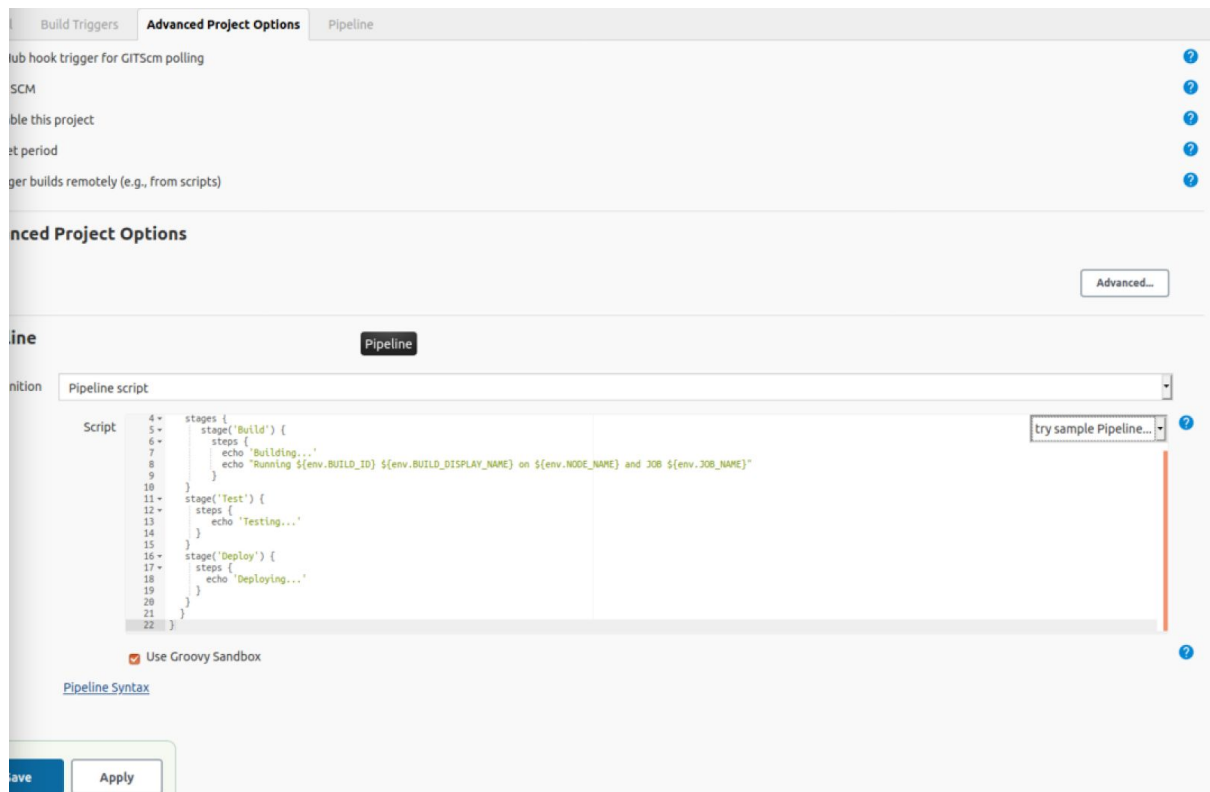 l Build Triggers Advanced Project Options Pipeline
Hub hook trigger for GITScm polling
SCM
ble this project
et period
ger builds remotely (e.g., from scripts)
nced Project Options
Advanced...
line
Pipeline
nition Pipeline script
Script
try sample Pipeline...
4 stages {
5 stage('Build') {
6 steps {
7 echo 'Building...'
8 echo "Running ${env.BUILD_ID} ${env.BUILD_DISPLAY_NAME} on ${env.NODE_NAME} and JOB ${env.JOB_NAME}"
9 }
10 }
11 stage('Test') {
12 steps {
13 echo 'Testing...'
14 }
15 }
16 stage('Deploy') {
17 steps {
18 echo 'Deploying...'
19 }
20 }
21 }
22 }
Use Groovy Sandbox
Pipeline Syntax
Save Apply